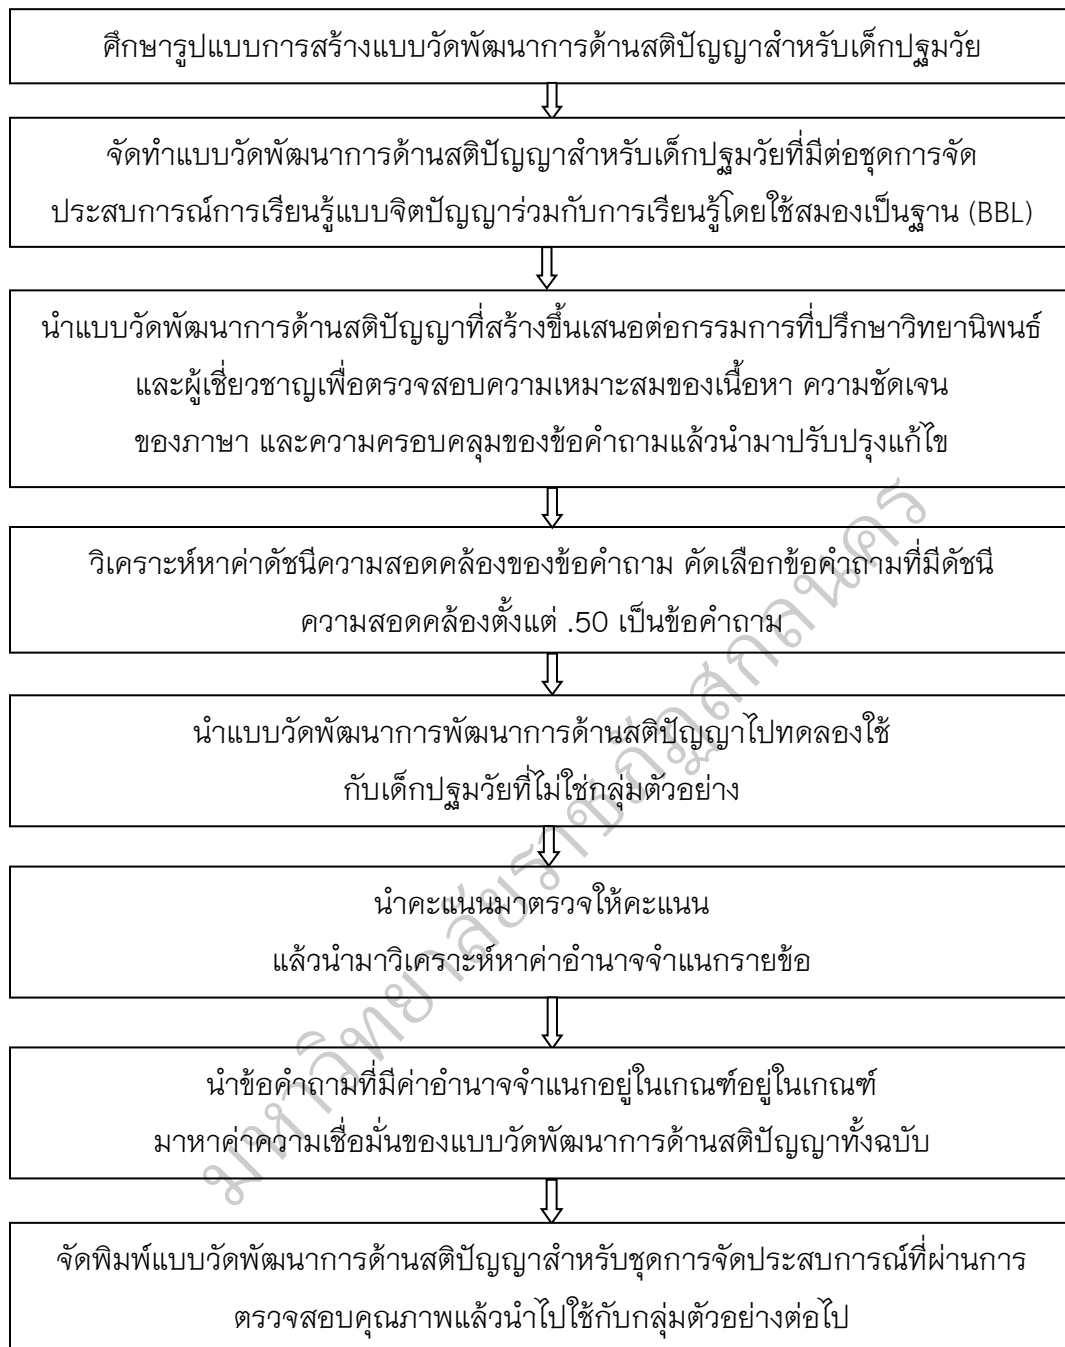 ศึกษารูปแบบการสร้างแบบวัดพัฒนาการด้านสติปัญญาสำหรับเด็กปฐมวัย
จัดทำแบบวัดพัฒนาการด้านสติปัญญาสำหรับเด็กปฐมวัยที่มีต่อชุดการจัด
ประสบการณ์การเรียนรู้แบบจิตปัญญาร่วมกับการเรียนรู้โดยใช้สมองเป็นฐาน (BBL)
นำแบบวัดพัฒนาการด้านสติปัญญาที่สร้างขึ้นเสนอต่อกรรมการที่ปรึกษาวิทยานิพนธ์
และผู้เชี่ยวชาญเพื่อตรวจสอบความเหมาะสมของเนื้อหา ความชัดเจน
ของภาษา และความครอบคลุมของข้อคำถามแล้วนำมาปรับปรุงแก้ไข
วิเคราะห์หาค่าดัชนีความสอดคล้องของข้อคำถาม คัดเลือกข้อคำถามที่มีดัชนี
ความสอดคล้องตั้งแต่ .50 เป็นข้อคำถาม
นำแบบวัดพัฒนาการพัฒนาการด้านสติปัญญาไปทดลองใช้
กับเด็กปฐมวัยที่ไม่ใช่กลุ่มตัวอย่าง
นำคะแนนมาตรวจให้คะแนน
แล้วนำมาวิเคราะห์หาค่าอำนาจจำแนกรายข้อ
นำข้อคำถามที่มีค่าอำนาจจำแนกอยู่ในเกณฑ์อยู่ในเกณฑ์
มาหาค่าความเชื่อมั่นของแบบวัดพัฒนาการด้านสติปัญญาทั้งฉบับ
จัดพิมพ์แบบวัดพัฒนาการด้านสติปัญญาสำหรับชุดการจัดประสบการณ์ที่ผ่านการ
ตรวจสอบคุณภาพแล้วนำไปใช้กับกลุ่มตัวอย่างต่อไป
มหาวิทยาลัยราชภัฏสกลนคร